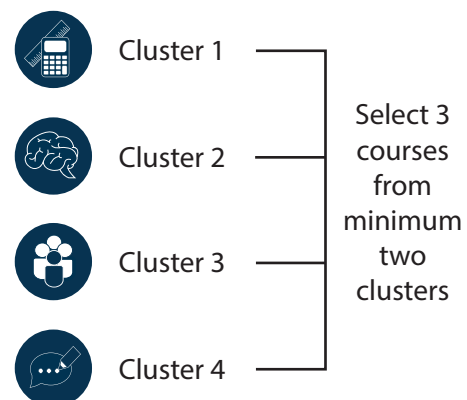 Cluster 1
Cluster 2
Cluster 3
Cluster 4
Select 3
courses
from
minimum
two
clusters